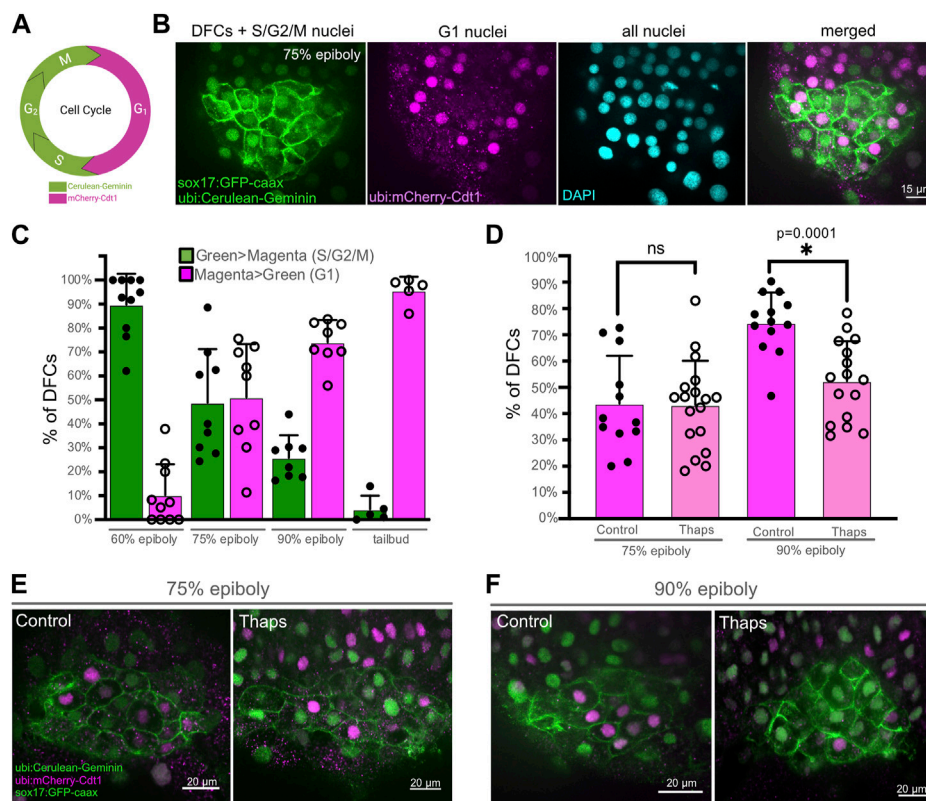 A
M
G₂
Cell Cycle
G₁
S
Cerulean-Geminin
mCherry-Cdt1
B
DFCs + S/G2/M nuclei
G1 nuclei
all nuclei
merged
75% epiboly
sox17:GFP-caax
ubi:Cerulean-Geminin
ubi:mCherry-Cdt1
DAPI
15 µm
C
Green>Magenta (S/G2/M)
Magenta>Green (G1)
% of DFCs
100%
90%
80%
70%
60%
50%
40%
30%
20%
10%
0%
60% epiboly
75% epiboly
90% epiboly
tailbud
D
ns
p=0.0001
*
% of DFCs
100%
90%
80%
70%
60%
50%
40%
30%
20%
10%
0%
Control
Thaps
Control
Thaps
75% epiboly
90% epiboly
E
75% epiboly
Control
Thaps
ubi:Cerulean-Geminin
ubi:mCherry-Cdt1
sox17:GFP-caax
20 µm
20 µm
F
90% epiboly
Control
Thaps
20 µm
20 µm